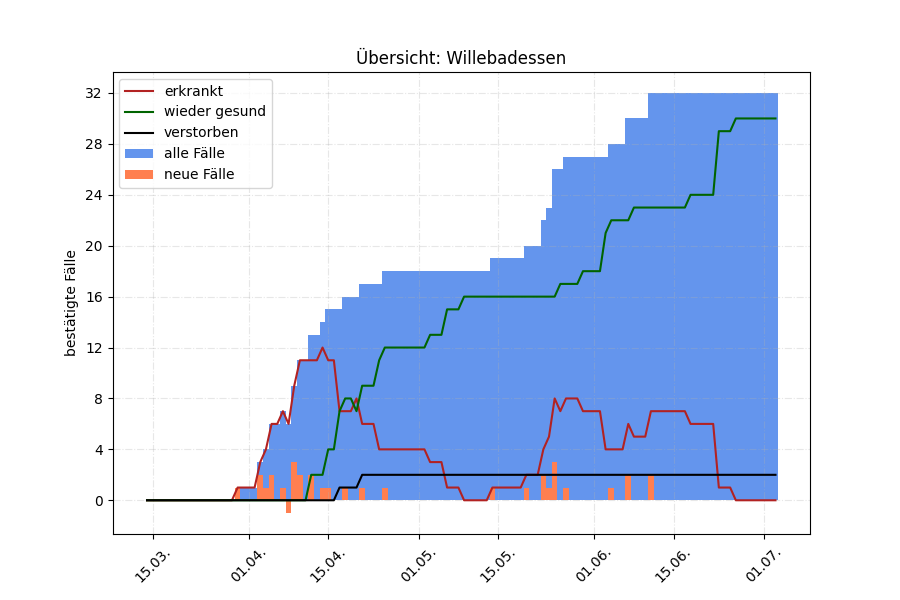 Übersicht: Willebadessen
erkrankt
wieder gesund
verstorben
alle Fälle
neue Fälle
bestätigte Fälle
32
28
24
20
16
12
8
4
0
15.03.
01.04.
15.04.
01.05.
15.05.
01.06.
15.06.
01.07.